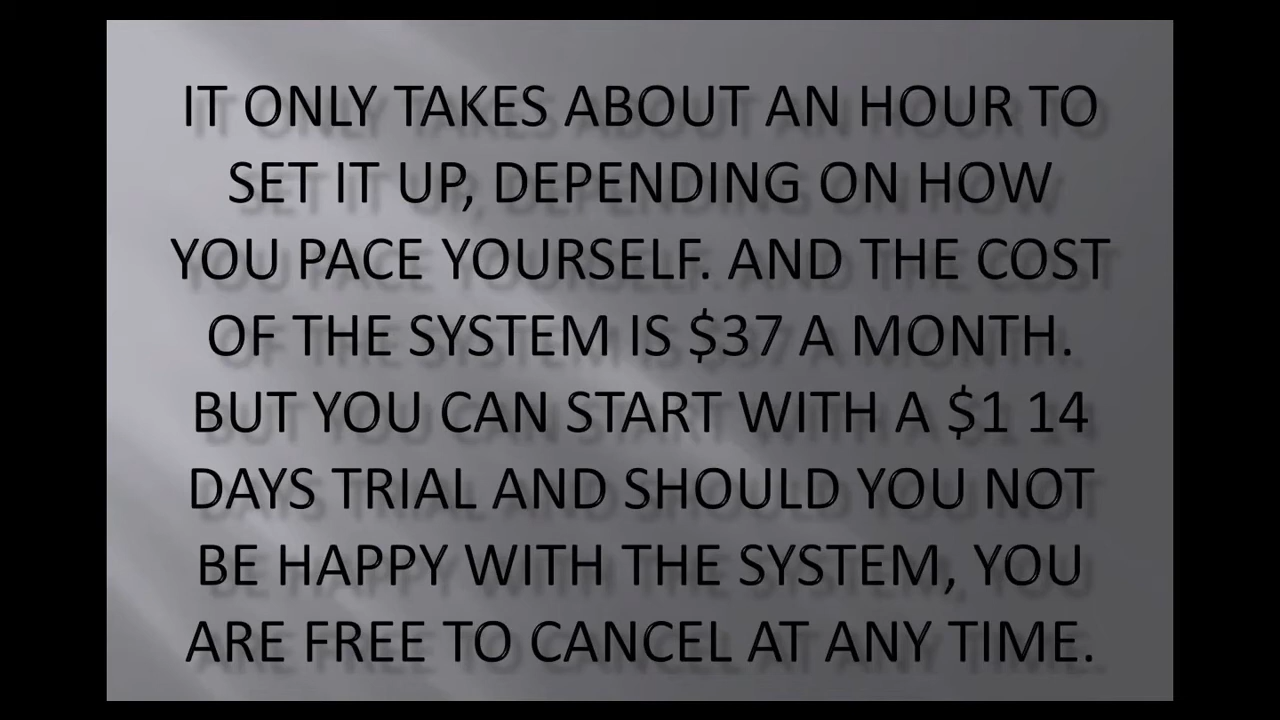 IT ONLY TAKES ABOUT AN HOUR TO
SET IT UP, DEPENDING ON HOW
YOU PACE YOURSELF. AND THE COST
OF THE SYSTEM IS $37 A MONTH.
BUT YOU CAN START WITH A $1 14
DAYS TRIAL AND SHOULD YOU NOT
BE HAPPY WITH THE SYSTEM, YOU
ARE FREE TO CANCEL AT ANY TIME.